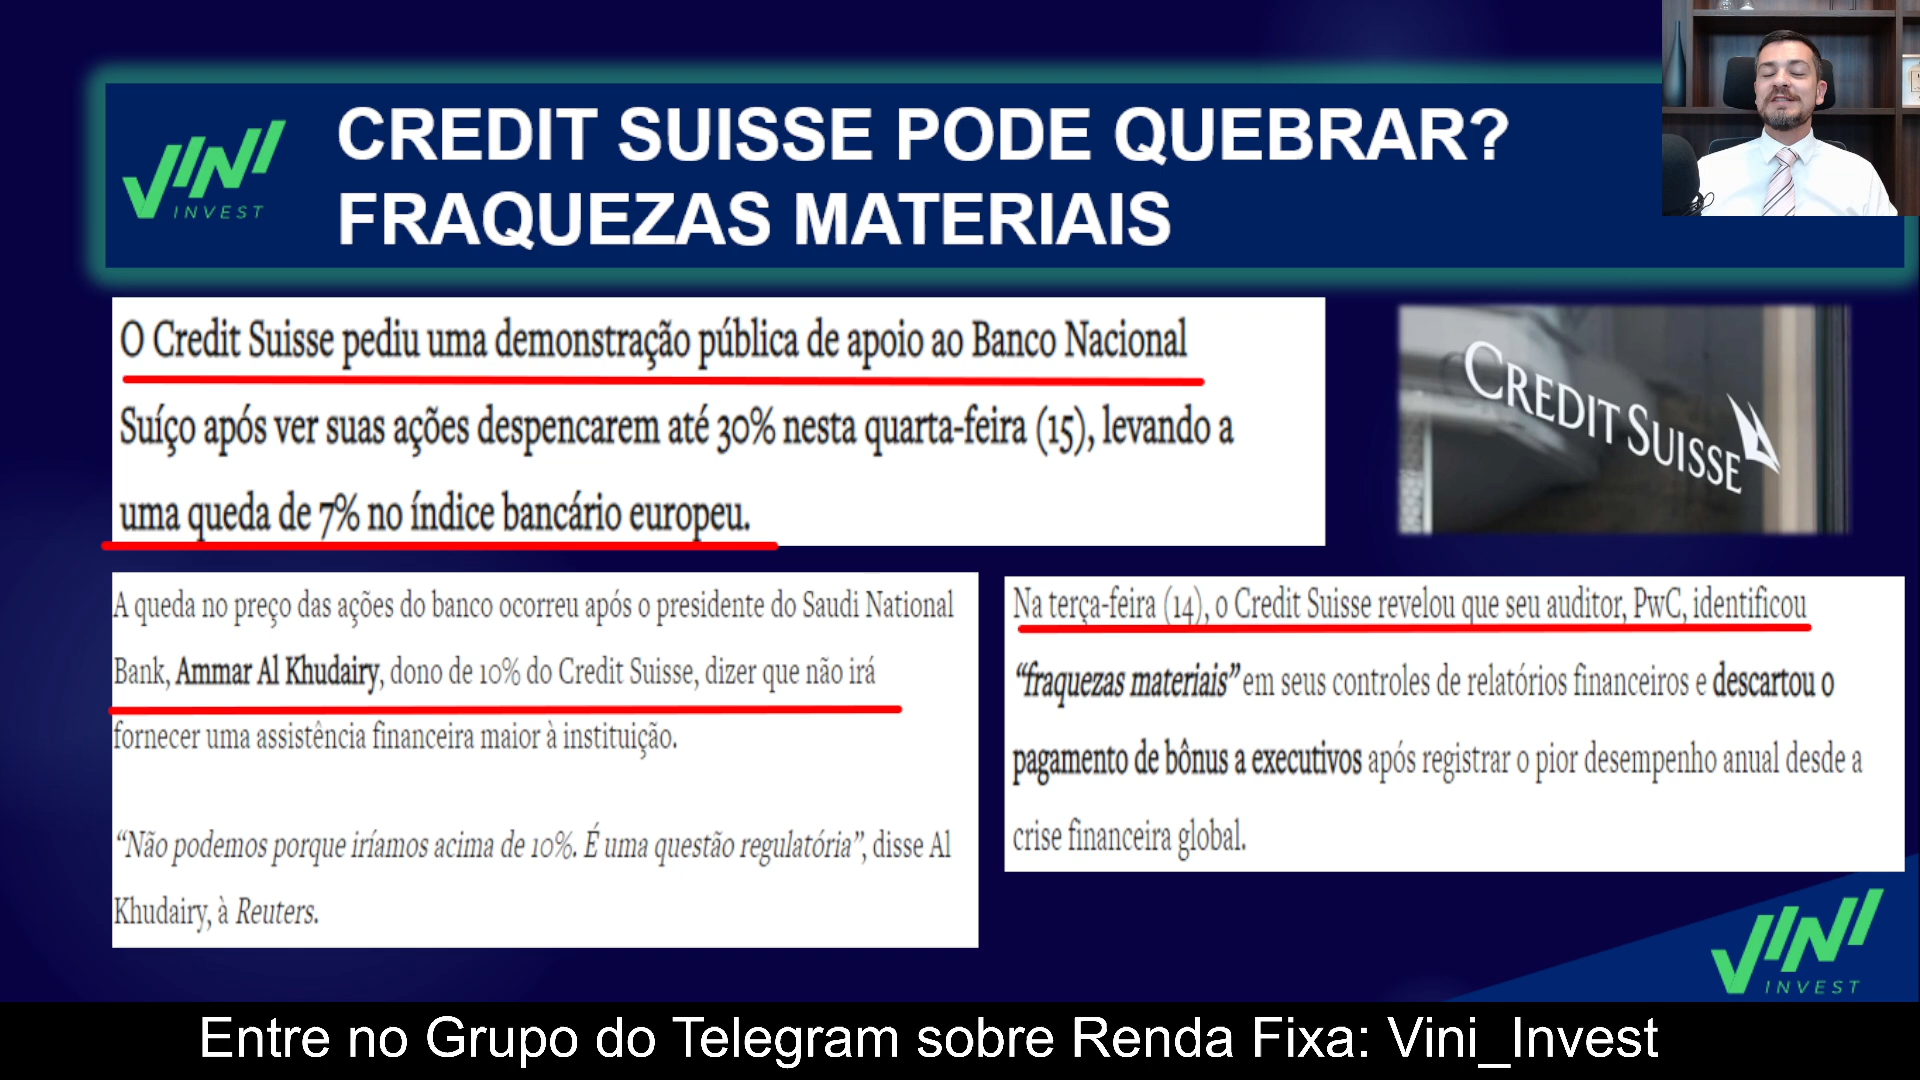 VINI
INVEST
CREDIT SUISSE PODE QUEBRAR?
FRAQUEZAS MATERIAIS
O Credit Suisse pediu uma demonstração pública de apoio ao Banco Nacional
Suíço após ver suas ações despencarem até 30% nesta quarta-feira (15), levando a
uma queda de 7% no índice bancário europeu.
CREDIT SUISSE
A queda no preço das ações do banco ocorreu após o presidente do Saudi National
Bank, Ammar Al Khudairy, dono de 10% do Credit Suisse, dizer que não irá
fornecer uma assistência financeira maior à instituição.
“Não podemos porque iríamos acima de 10%. É uma questão regulatória”, disse Al
Khudairy, à Reuters.
Na terça-feira (14), o Credit Suisse revelou que seu auditor, PwC, identificou
“fraquezas materiais” em seus controles de relatórios financeiros e descartou o
pagamento de bônus a executivos após registrar o pior desempenho anual desde a
crise financeira global.
VINI
INVEST
Entre no Grupo do Telegram sobre Renda Fixa: Vini_Invest